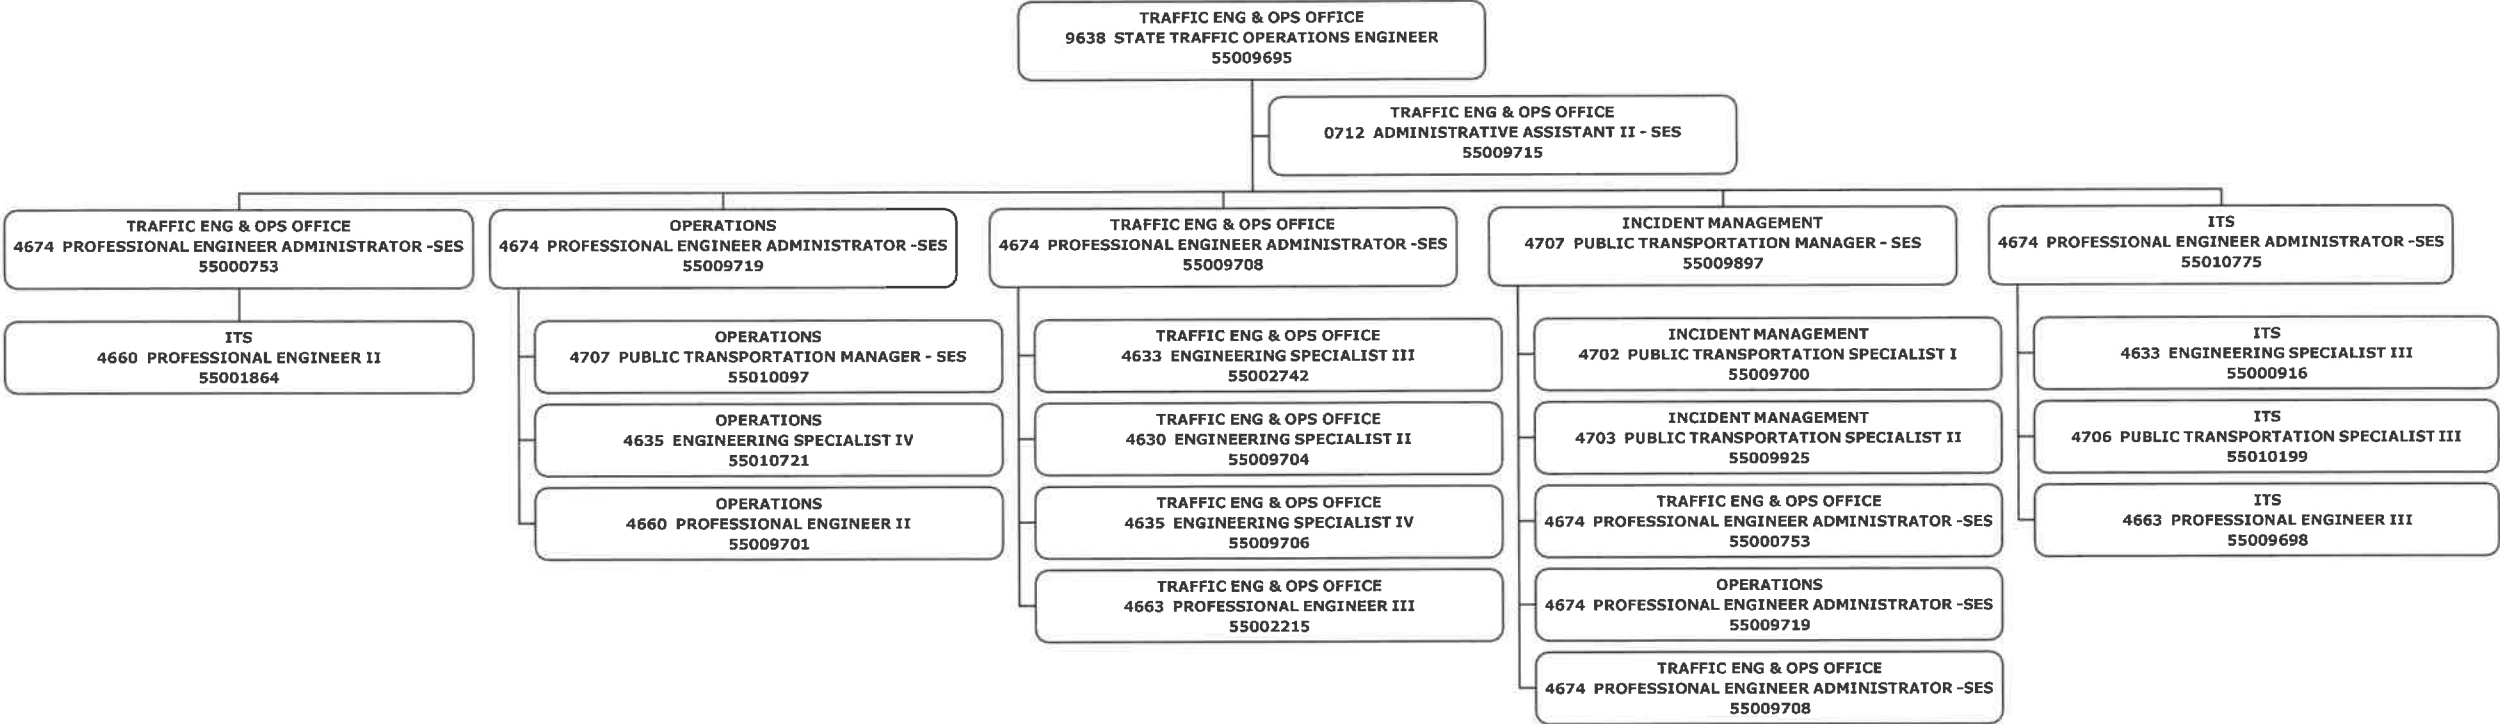 TRAFFIC ENG & OPS OFFICE
9638 STATE TRAFFIC OPERATIONS ENGINEER
55009695
TRAFFIC ENG & OPS OFFICE
0712 ADMINISTRATIVE ASSISTANT II - SES
55009715
TRAFFIC ENG & OPS OFFICE
4674 PROFESSIONAL ENGINEER ADMINISTRATOR -SES
55000753
ITS
4660 PROFESSIONAL ENGINEER II
55001864
OPERATIONS
4674 PROFESSIONAL ENGINEER ADMINISTRATOR -SES
55009719
OPERATIONS
4707 PUBLIC TRANSPORTATION MANAGER - SES
55010097
OPERATIONS
4635 ENGINEERING SPECIALIST IV
55010721
OPERATIONS
4660 PROFESSIONAL ENGINEER II
55009701
TRAFFIC ENG & OPS OFFICE
4674 PROFESSIONAL ENGINEER ADMINISTRATOR -SES
55009708
TRAFFIC ENG & OPS OFFICE
4633 ENGINEERING SPECIALIST III
55002742
TRAFFIC ENG & OPS OFFICE
4630 ENGINEERING SPECIALIST II
55009704
TRAFFIC ENG & OPS OFFICE
4635 ENGINEERING SPECIALIST IV
55009706
TRAFFIC ENG & OPS OFFICE
4663 PROFESSIONAL ENGINEER III
55002215
INCIDENT MANAGEMENT
4707 PUBLIC TRANSPORTATION MANAGER - SES
55009897
INCIDENT MANAGEMENT
4702 PUBLIC TRANSPORTATION SPECIALIST I
55009700
INCIDENT MANAGEMENT
4703 PUBLIC TRANSPORTATION SPECIALIST II
55009925
TRAFFIC ENG & OPS OFFICE
4674 PROFESSIONAL ENGINEER ADMINISTRATOR -SES
55000753
OPERATIONS
4674 PROFESSIONAL ENGINEER ADMINISTRATOR -SES
55009719
TRAFFIC ENG & OPS OFFICE
4674 PROFESSIONAL ENGINEER ADMINISTRATOR -SES
55009708
ITS
4674 PROFESSIONAL ENGINEER ADMINISTRATOR -SES
55010775
ITS
4633 ENGINEERING SPECIALIST III
55000916
ITS
4706 PUBLIC TRANSPORTATION SPECIALIST III
55010199
ITS
4663 PROFESSIONAL ENGINEER III
55009698